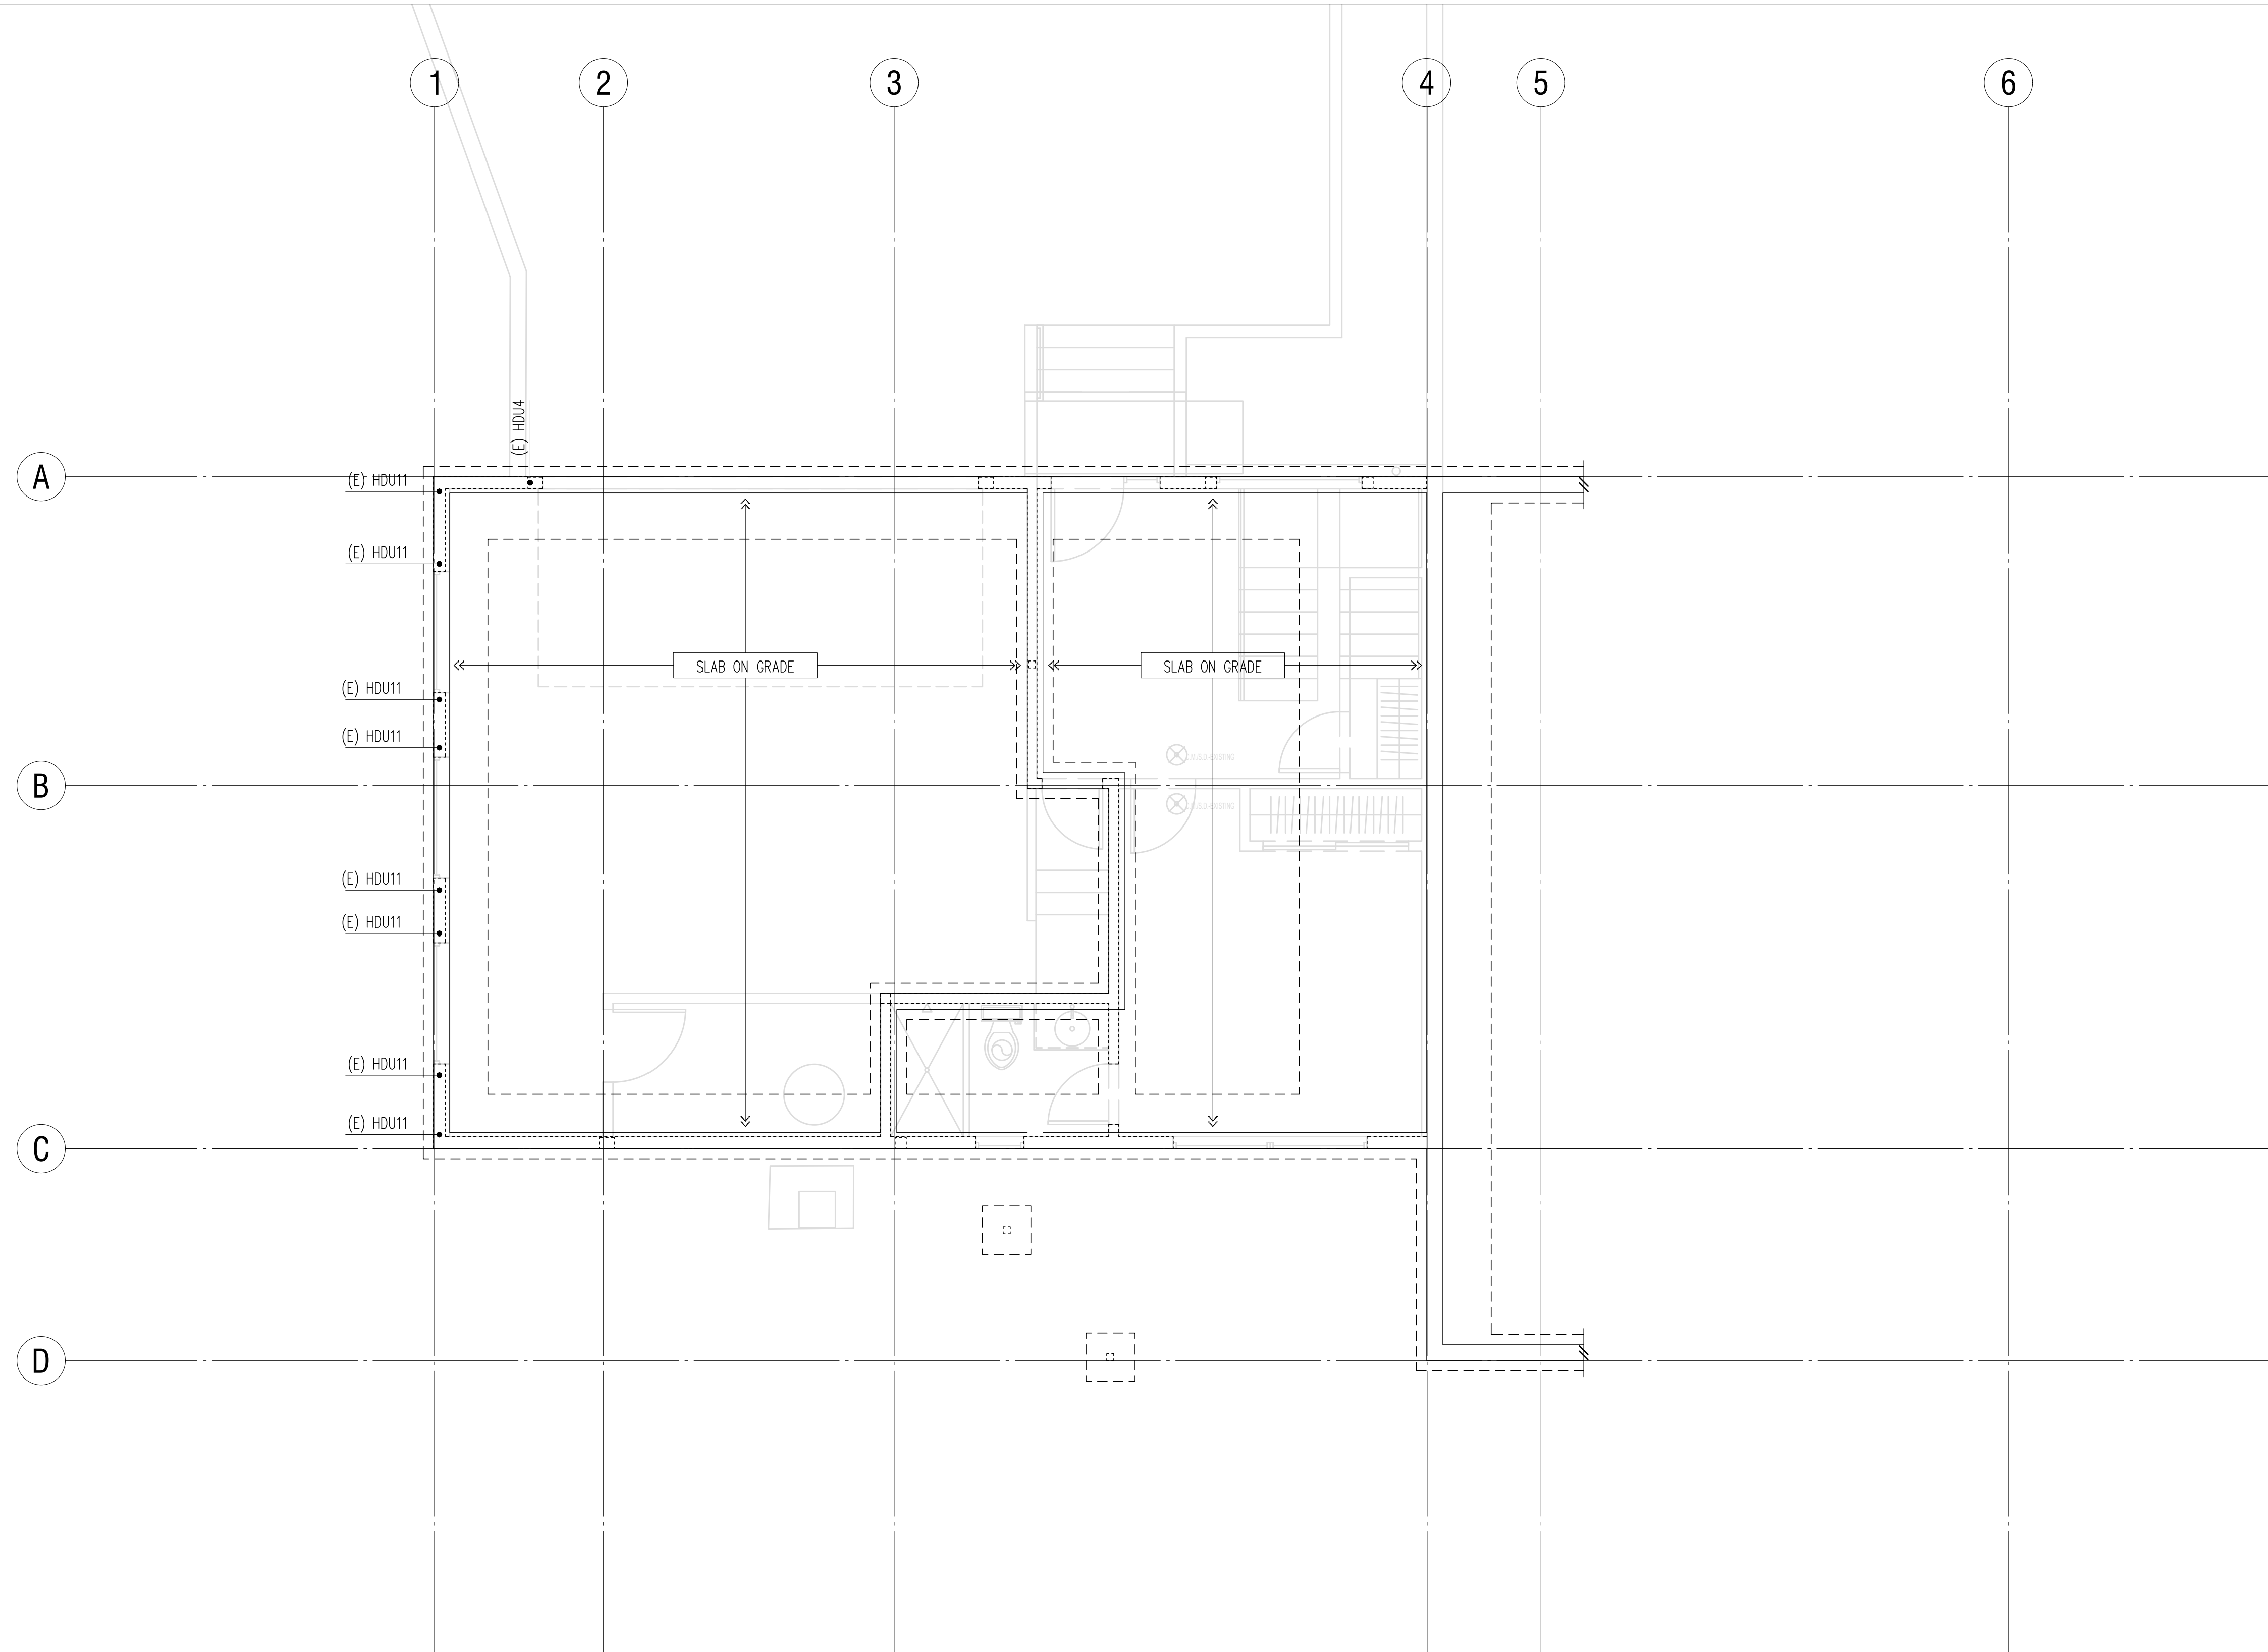 1 2 3 4 5 6
(E) HDU4
A
(E) HDU11
(E) HDU11
SLAB ON GRADE SLAB ON GRADE
(E) HDU11
(E) HDU11
B
(E) HDU11
(E) HDU11
(E) HDU11
(E) HDU11
C
D